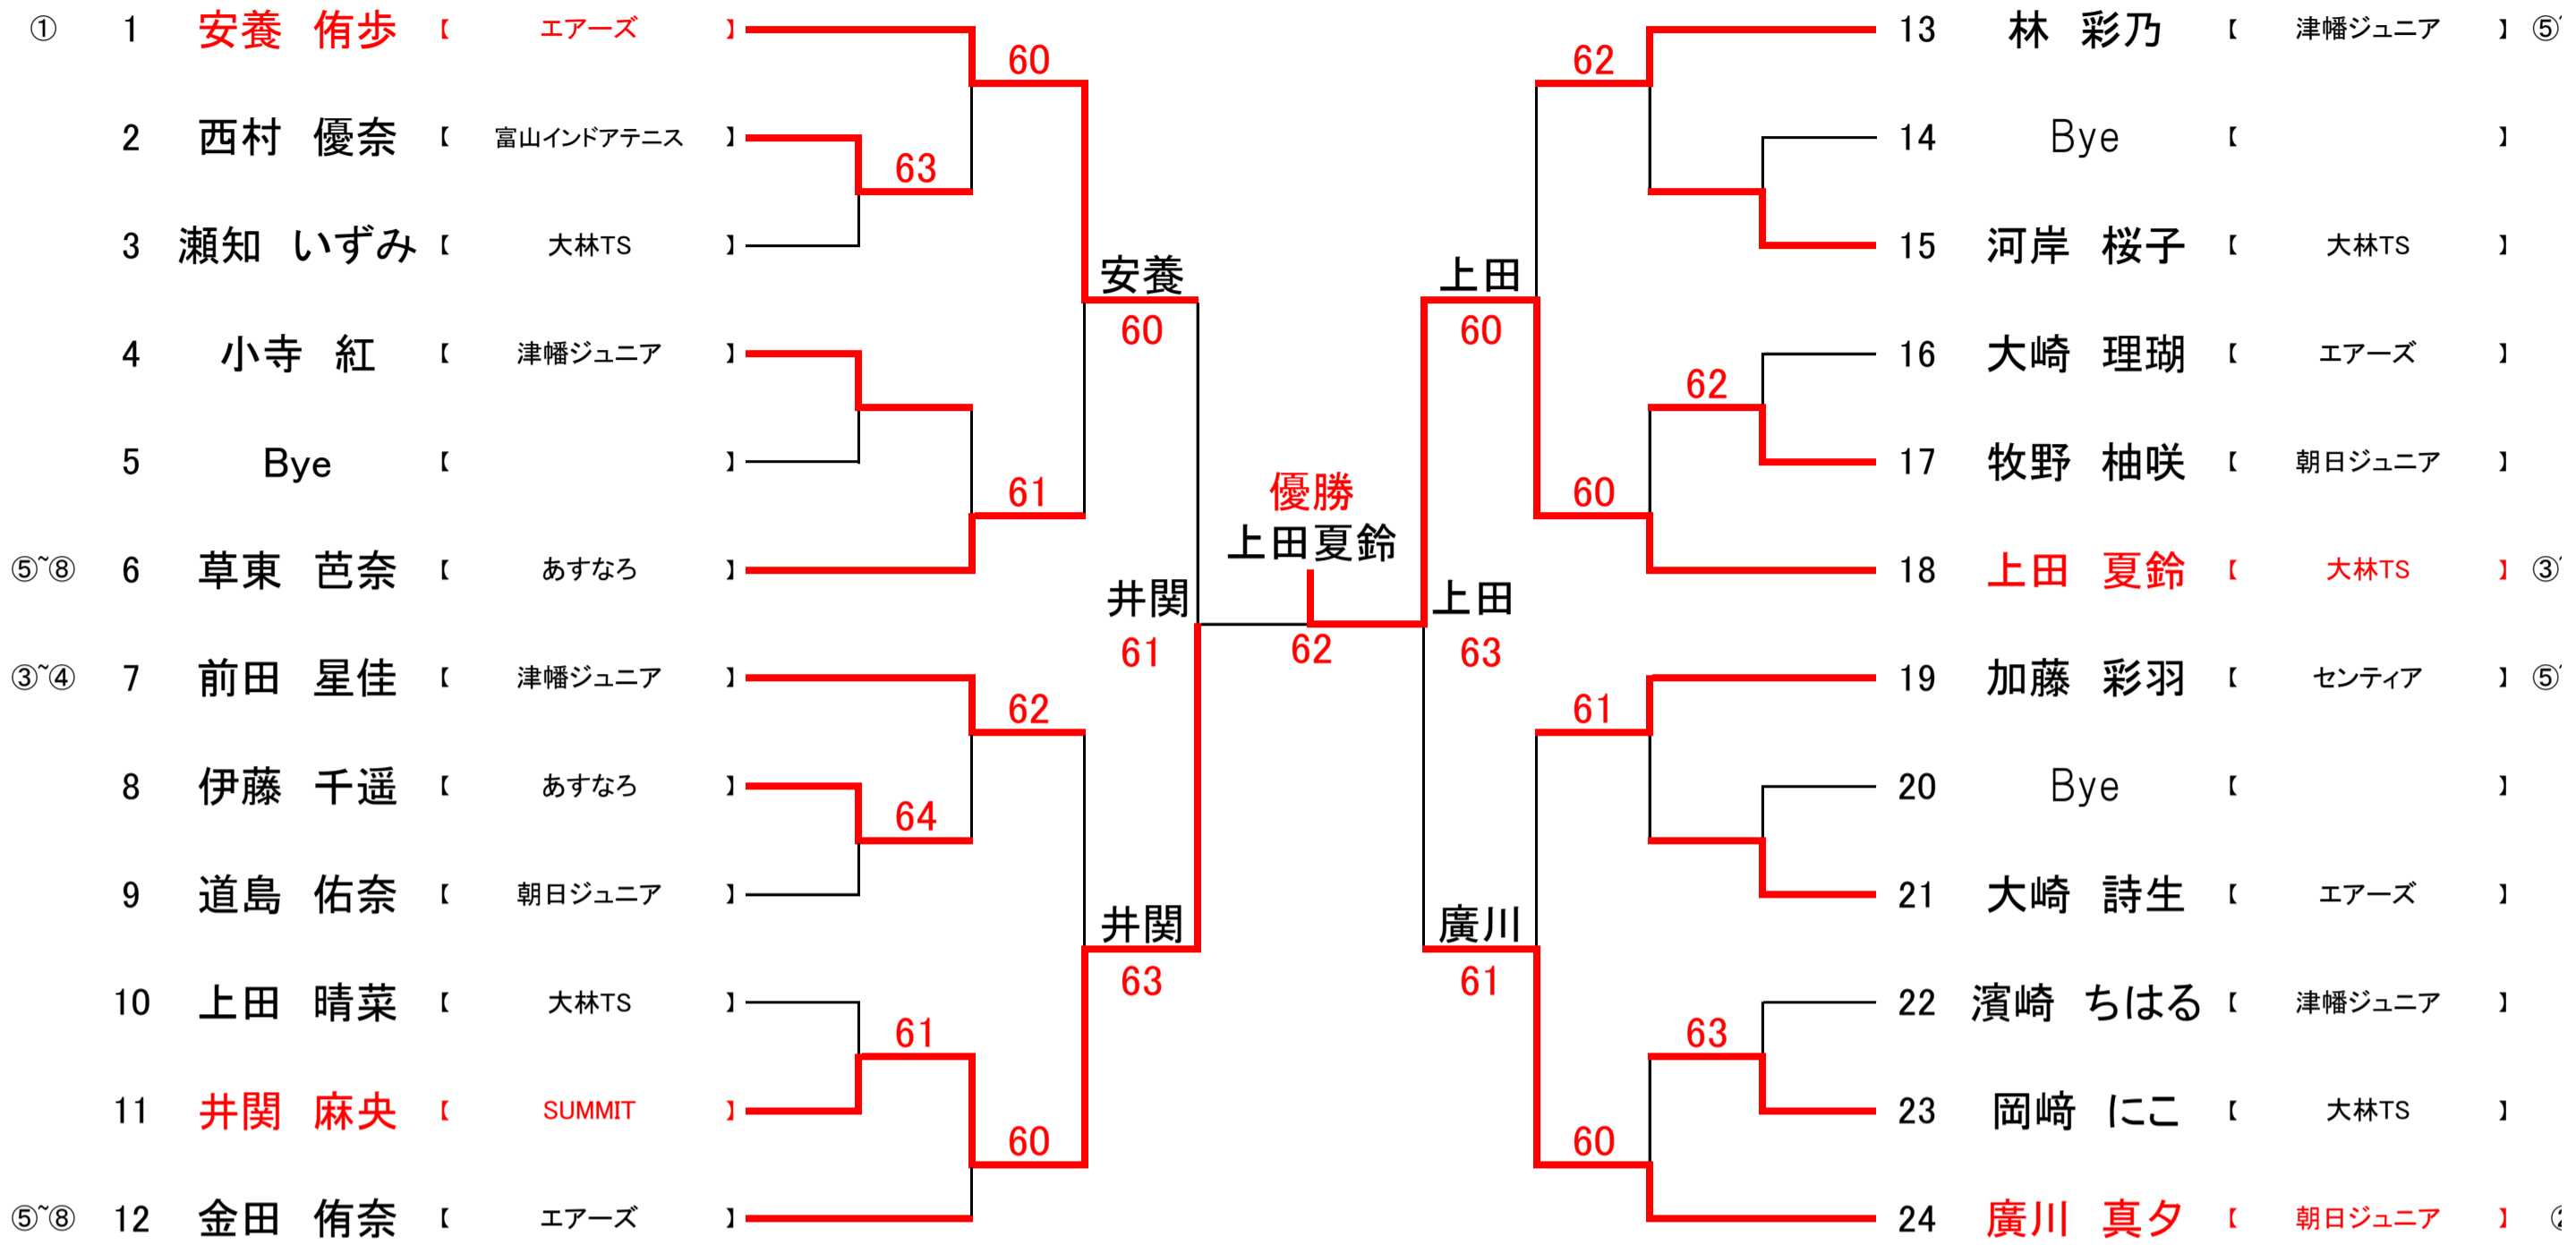 ① 1 安養 侑歩 【 エアーズ 】
2 西村 優奈 【 富山インドアテニス 】
3 瀬知 いずみ 【 大林TS 】
4 小寺 紅 【 津幡ジュニア 】
5 Bye 【 】
⑤~⑧ 6 草東 芭奈 【 あすなろ 】
③~④ 7 前田 星佳 【 津幡ジュニア 】
8 伊藤 千遥 【 あすなろ 】
9 道島 佑奈 【 朝日ジュニア 】
10 上田 晴菜 【 大林TS 】
11 井関 麻央 【 SUMMIT 】
⑤~⑧ 12 金田 侑奈 【 エアーズ 】
63
64
61
60
61
62
60
安養
60
井関
63
井関
61
優勝
上田夏鈴
62
上田
63
上田
60
廣川
61
62
60
61
60
62
63
13 林 彩乃 【 津幡ジュニア 】 ⑤~
14 Bye 【 】
15 河岸 桜子 【 大林TS 】
16 大崎 理瑚 【 エアーズ 】
17 牧野 柚咲 【 朝日ジュニア 】
18 上田 夏鈴 【 大林TS 】 ③~
19 加藤 彩羽 【 センティア 】 ⑤~
20 Bye 【 】
21 大崎 詩生 【 エアーズ 】
22 濱崎 ちはる 【 津幡ジュニア 】
23 岡﨑 にこ 【 大林TS 】
24 廣川 真夕 【 朝日ジュニア 】